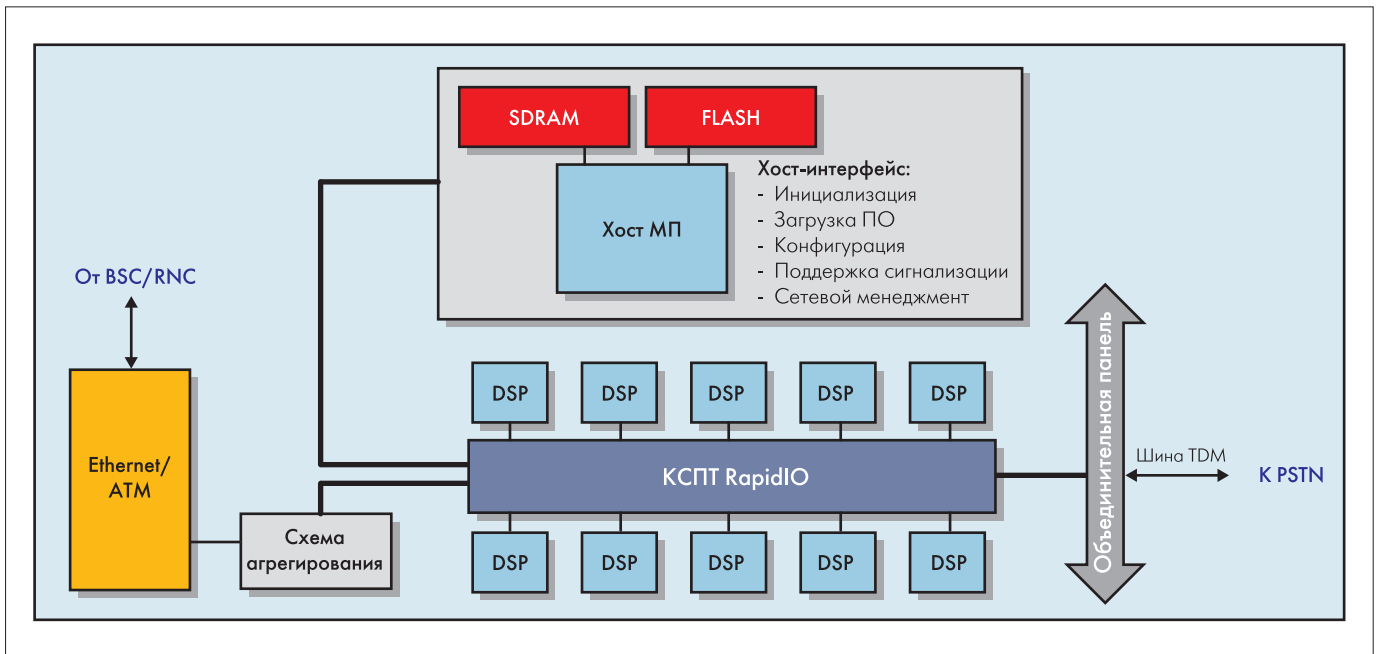 SDRAM
FLASH
Хост МП
Хост-интерфейс:
- Инициализация
- Загрузка ПО
- Конфигурация
- Поддержка сигнализации
- Сетевой менеджмент
От BSC/RNC
Ethernet/
ATM
Схема
агрегирования
DSP
DSP
DSP
DSP
DSP
КСПТ RapidIO
DSP
DSP
DSP
DSP
DSP
Объединительная панель
Шина TDM
К PSTN